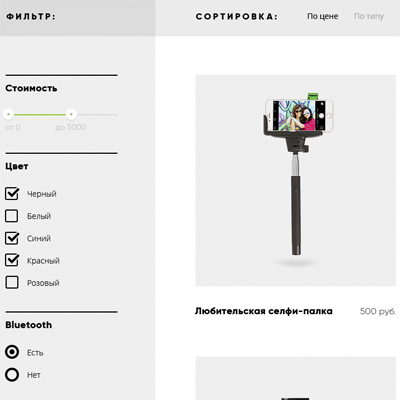 ФИЛЬТР:
СОРТИРОВКА: По цене По типу
Стоимость
от 0 до 5000
Цвет
Черный
Белый
Синий
Красный
Розовый
Bluetooth
Есть
Нет
Любительская селфи-палка 500 руб.